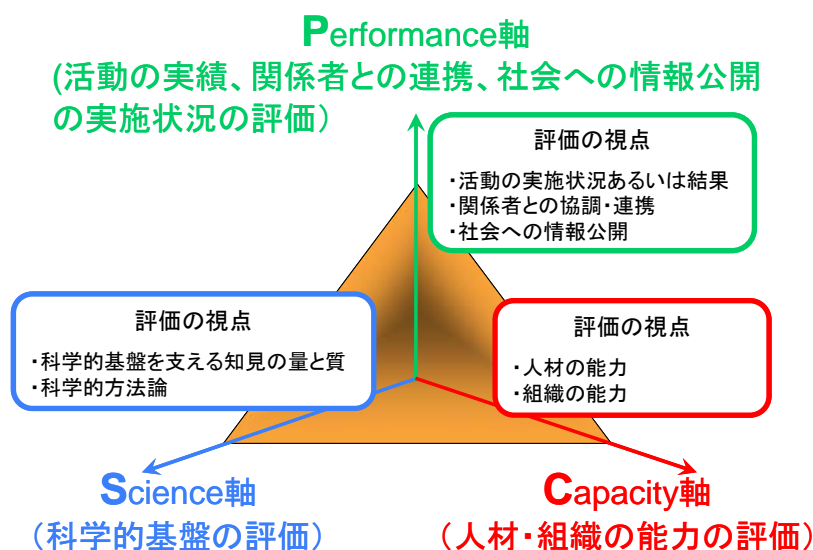 Performance軸
(活動の実績、関係者との連携、社会への情報公開
の実施状況の評価)
評価の視点
・活動の実施状況あるいは結果
・関係者との協調・連携
・社会への情報公開
評価の視点
・科学的基盤を支える知見の量と質
・科学的方法論
評価の視点
・人材の能力
・組織の能力
Science軸
(科学的基盤の評価)
Capacity軸
(人材・組織の能力の評価)